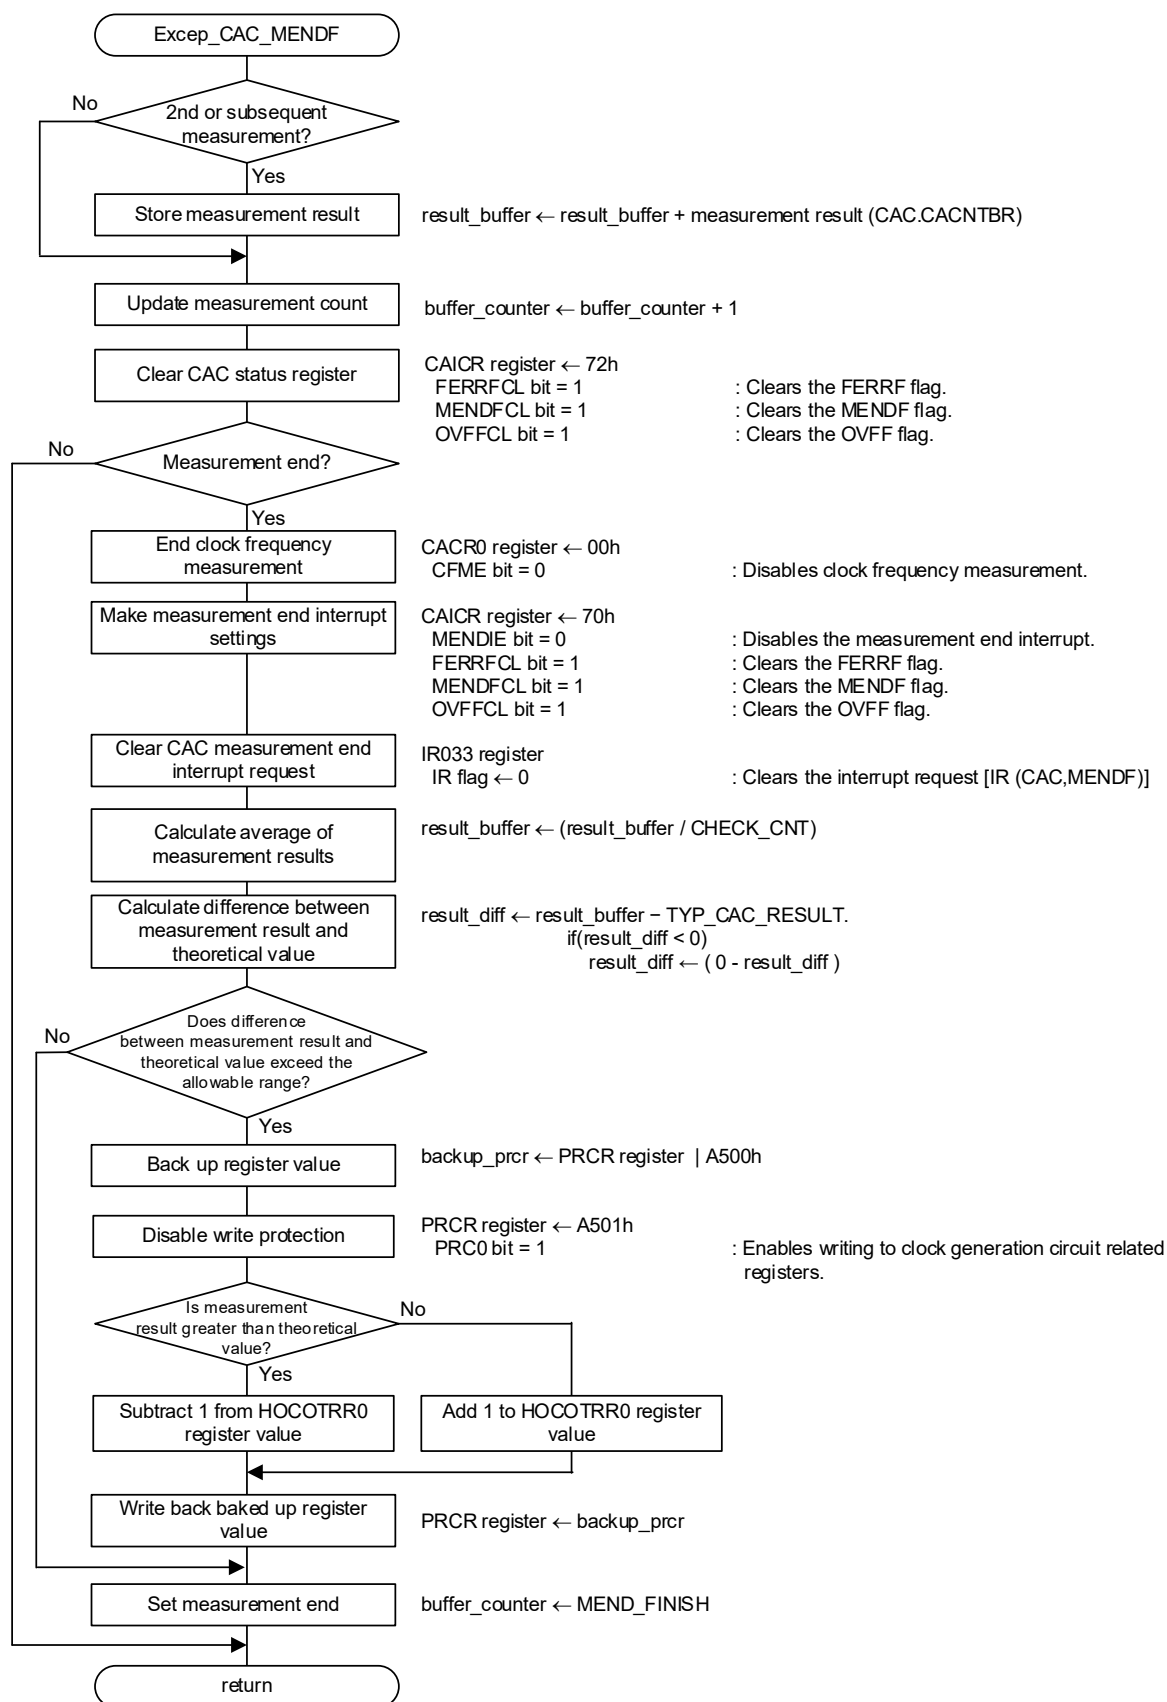 Excep_CAC_MENDF
No
2nd or subsequent
measurement?
Yes
Store measurement result
result_buffer ← result_buffer + measurement result (CAC.CACNTBR)
Update measurement count
buffer_counter ← buffer_counter + 1
Clear CAC status register
CAICR register ← 72h
FERRFCL bit = 1 : Clears the FERRF flag.
MENDFCL bit = 1 : Clears the MENDF flag.
OVFFCL bit = 1 : Clears the OVFF flag.
No
Measurement end?
Yes
End clock frequency
measurement
CACR0 register ← 00h
CFME bit = 0 : Disables clock frequency measurement.
Make measurement end interrupt
settings
CAICR register ← 70h
MENDIE bit = 0 : Disables the measurement end interrupt.
FERRFCL bit = 1 : Clears the FERRF flag.
MENDFCL bit = 1 : Clears the MENDF flag.
OVFFCL bit = 1 : Clears the OVFF flag.
Clear CAC measurement end
interrupt request
IR033 register
IR flag ← 0 : Clears the interrupt request [IR (CAC,MENDF)]
Calculate average of
measurement results
result_buffer ← (result_buffer / CHECK_CNT)
Calculate difference between
measurement result and
theoretical value
result_diff ← result_buffer − TYP_CAC_RESULT.
if(result_diff < 0)
result_diff ← ( 0 - result_diff )
No
Does difference
between measurement result and
theoretical value exceed the
allowable range?
Yes
Back up register value
backup_prcr ← PRCR register | A500h
Disable write protection
PRCR register ← A501h
PRC0 bit = 1 : Enables writing to clock generation circuit related
registers.
Is measurement
result greater than theoretical
value?
No
Yes
Subtract 1 from HOCOTRR0
register value
Add 1 to HOCOTRR0 register
value
Write back baked up register
value
PRCR register ← backup_prcr
Set measurement end
buffer_counter ← MEND_FINISH
return